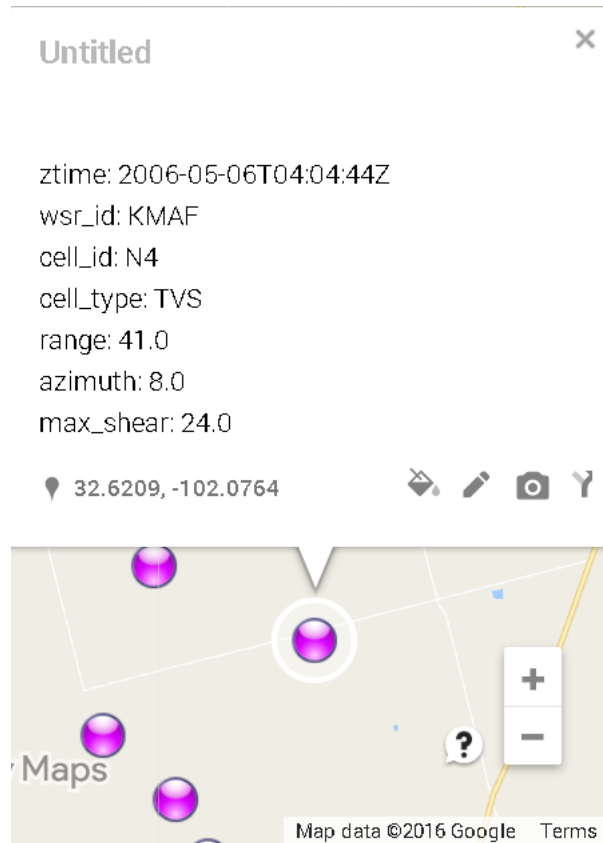 Untitled
ztime: 2006-05-06T04:04:44Z
wsr_id: KMAF
cell_id: N4
cell_type: TVS
range: 41.0
azimuth: 8.0
max_shear: 24.0
32.6209, -102.0764
?
Maps
Map data ©2016 Google Terms